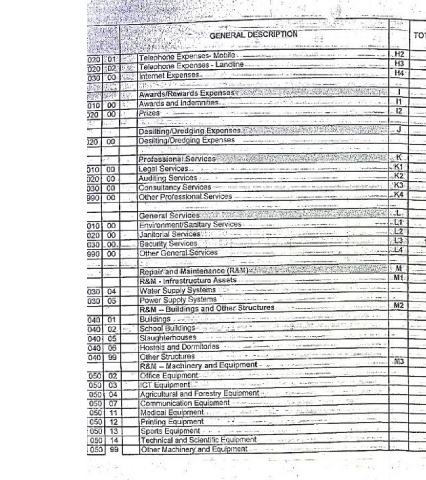 GENERAL DESCRIPTION TO
020 01 Telephone Expenses- Mobile H2
020 02 Telephone Expenses - Landline H3
030 00 Internet Expenses H4
Awards/Rewards Expenses I
010 00 Awards and Indemnities I1
020 00 Prizes I2
Desilting/Dredging Expenses J
020 00 Desilting/Dredging Expenses
Professional Services K
010 00 Legal Services K1
020 00 Auditing Services K2
030 00 Consultancy Services K3
990 00 Other Professional Services K4
General Services L
010 00 Environment/Sanitary Services L1
020 00 Janitorial Services L2
030 00 Security Services L3
990 00 Other General Services L4
Repair and Maintenance (R&M) M
R&M - Infrastructure Assets M1
030 04 Water Supply Systems
030 05 Power Supply Systems
R&M – Buildings and Other Structures M2
040 01 Buildings
040 02 School Buildings
040 05 Slaughterhouses
040 06 Hostels and Dormitories
040 99 Other Structures
R&M – Machinery and Equipment M3
050 02 Office Equipment
050 03 ICT Equipment
050 04 Agricultural and Forestry Equipment
050 07 Communication Equipment
050 11 Medical Equipment
050 12 Printing Equipment
050 13 Sports Equipment
050 14 Technical and Scientific Equipment
050 99 Other Machinery and Equipment